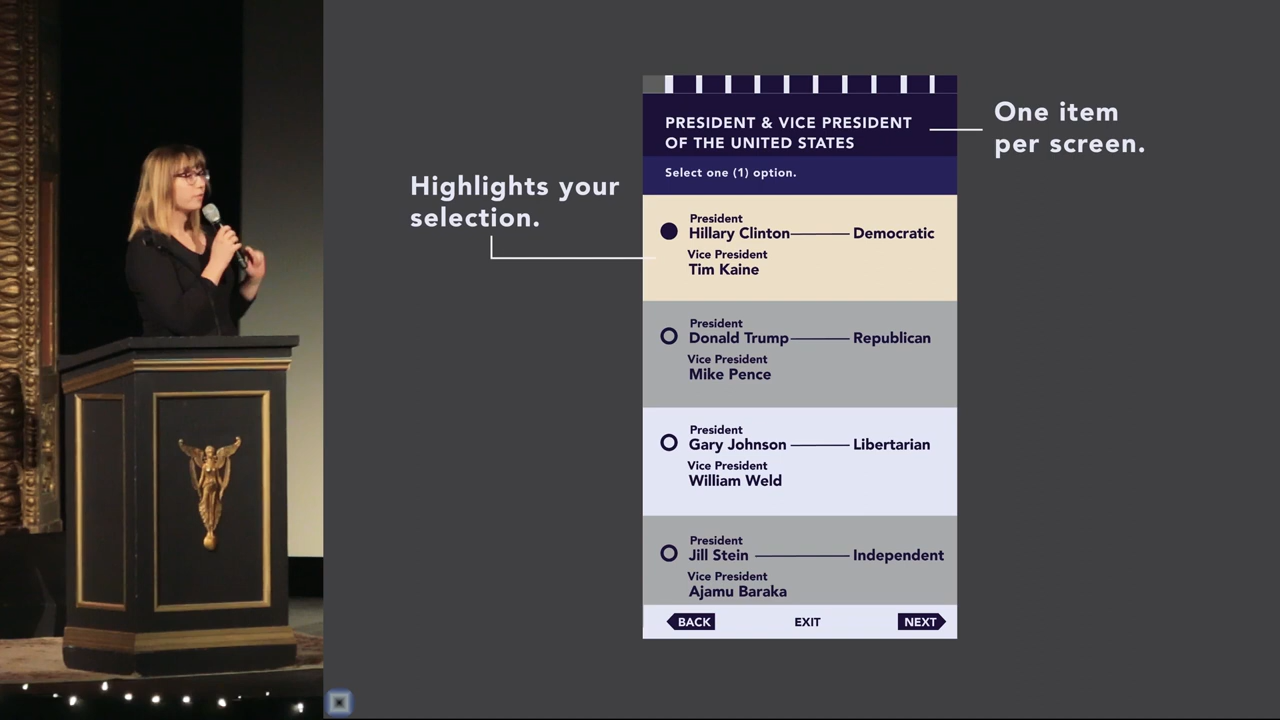 Highlights your
selection.
PRESIDENT & VICE PRESIDENT
OF THE UNITED STATES
Select one (1) option.
President
Hillary Clinton Democratic
Vice President
Tim Kaine
President
Donald Trump Republican
Vice President
Mike Pence
President
Gary Johnson Libertarian
Vice President
William Weld
President
Jill Stein Independent
Vice President
Ajamu Baraka
BACK EXIT NEXT
One item
per screen.